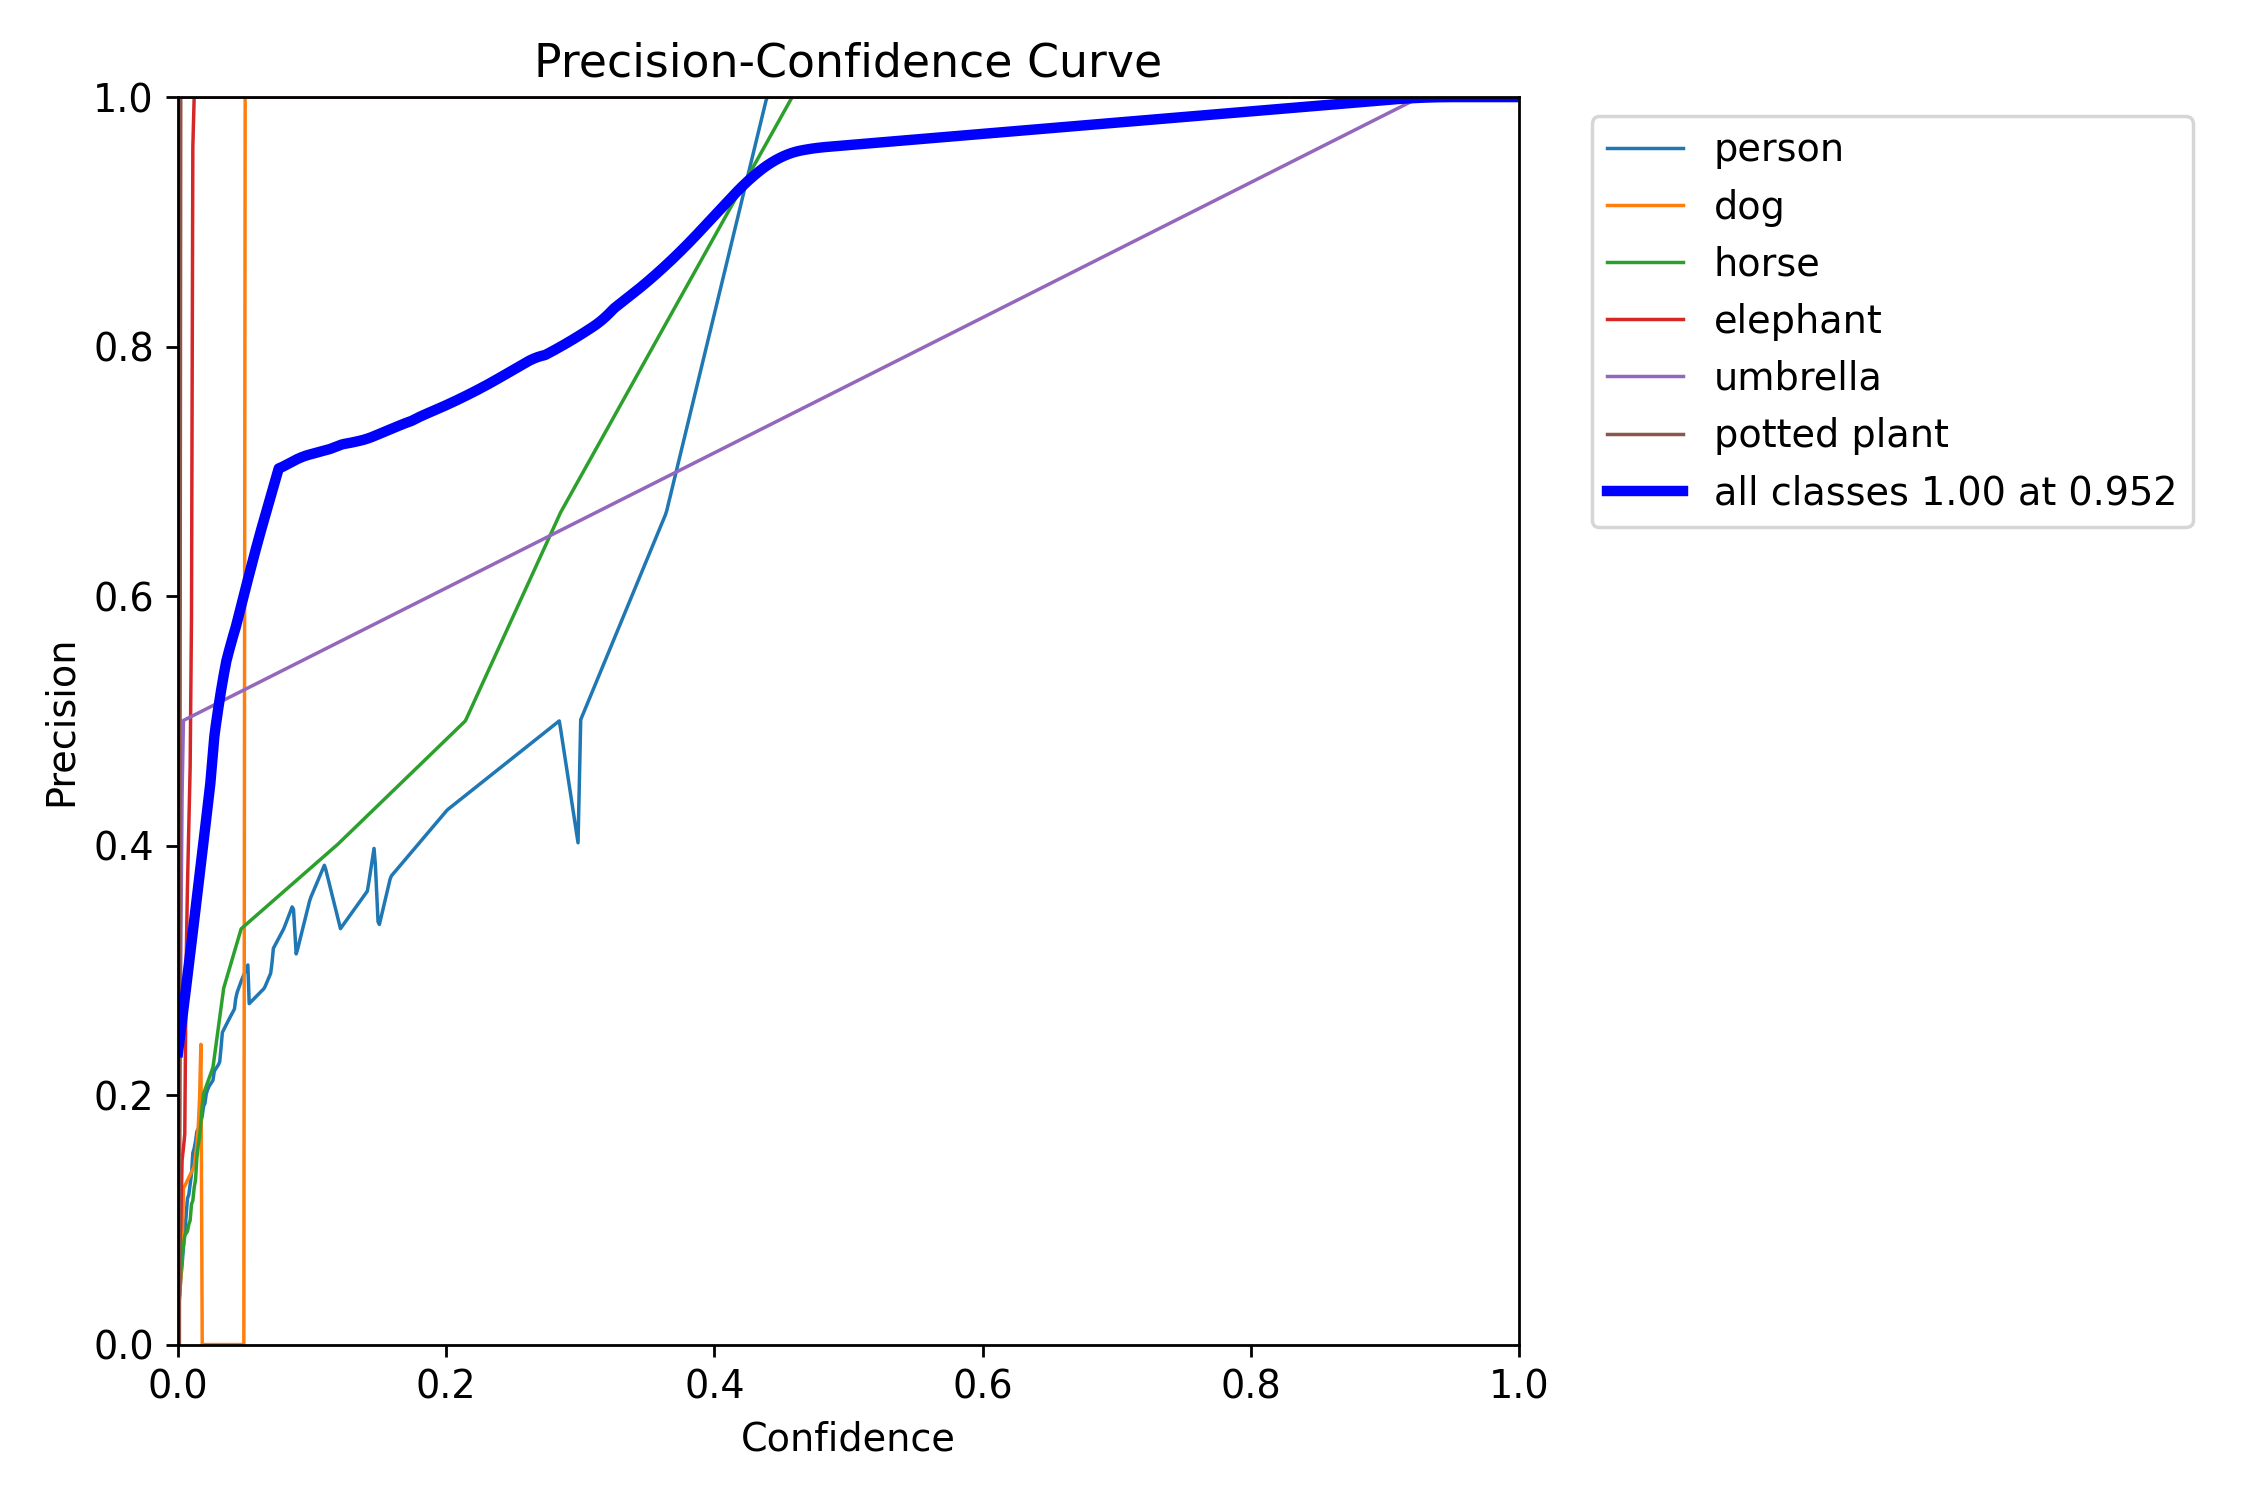 Precision-Confidence Curve
1.0
0.8
0.6
0.4
0.2
0.0
Precision
0.0 0.2 0.4 0.6 0.8 1.0
Confidence
person
dog
horse
elephant
umbrella
potted plant
all classes 1.00 at 0.952